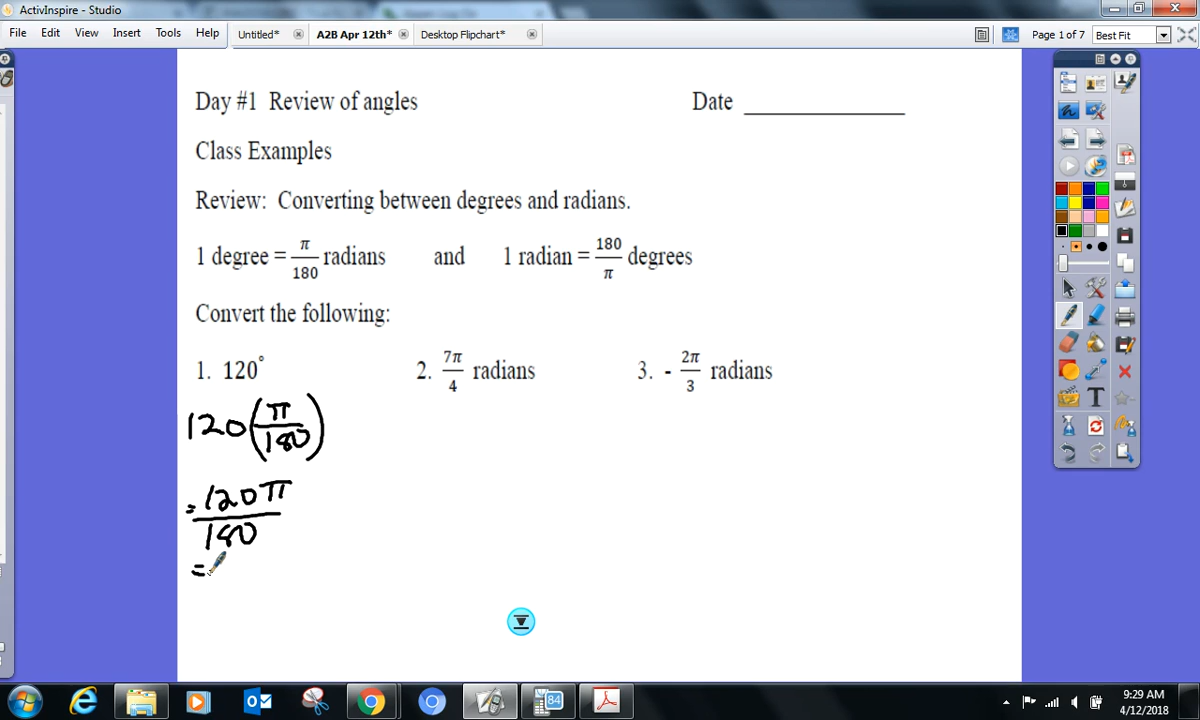 ActivInspire - Studio
File Edit View Insert Tools Help Untitled* A2B Apr 12th* Desktop Flipchart* Page 1 of 7 Best Fit
Day #1 Review of angles Date ______________
Class Examples
Review: Converting between degrees and radians.
1 degree = π/180 radians and 1 radian = 180/π degrees
Convert the following:
1. 120° 2. 7π/4 radians 3. - 2π/3 radians
120(π/180)
= 120π/180
=
84
9:29 AM
4/12/2018